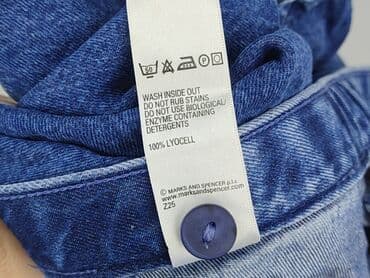 50 P
WASH INSIDE OUT
DO NOT RUB STAINS
DO NOT USE BIOLOGICAL/
ENZYME CONTAINING
DETERGENTS
100% LYOCELL
© MARKS AND SPENCER p.l.c.
www.marksandspencer.com
Z25